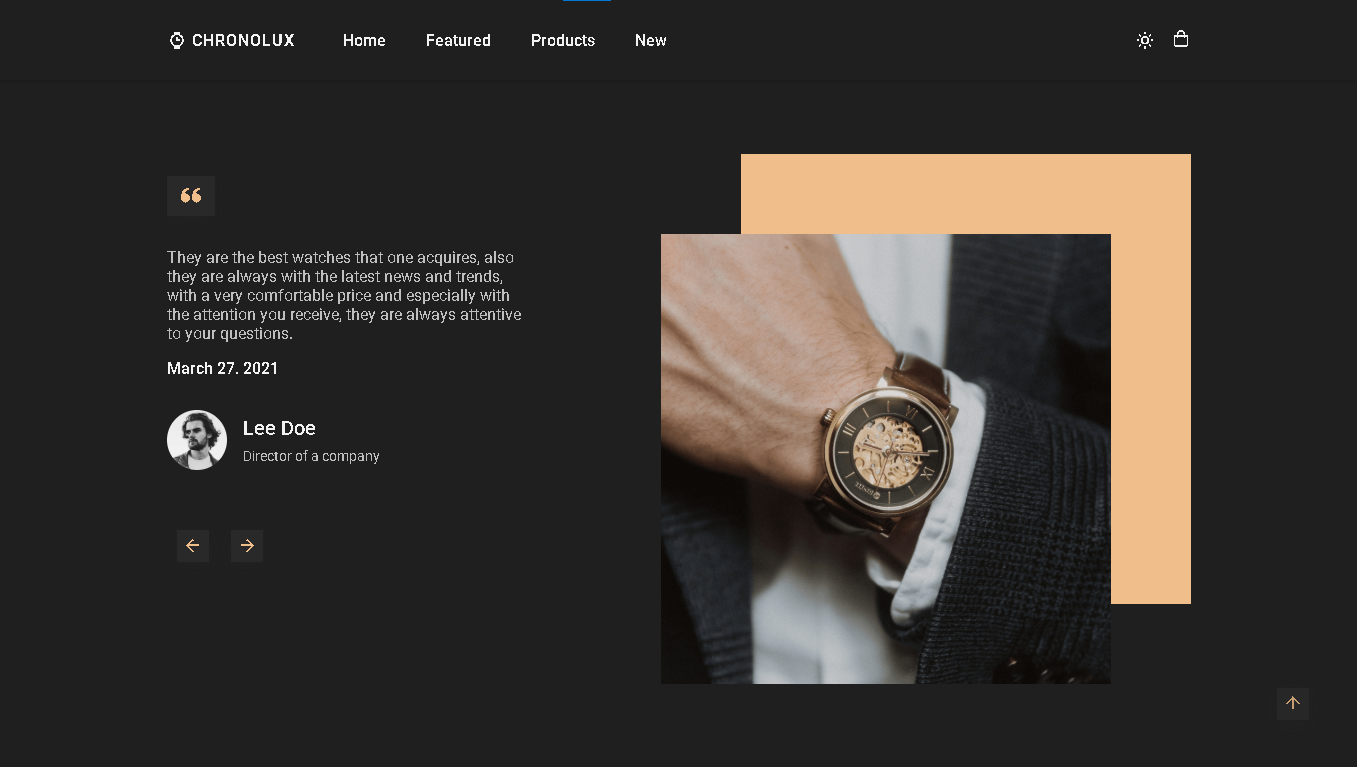 CHRONOLUX
Home
Featured
Products
New
They are the best watches that one acquires, also
they are always with the latest news and trends,
with a very comfortable price and especially with
the attention you receive, they are always attentive
to your questions.
March 27. 2021
Lee Doe
Director of a company